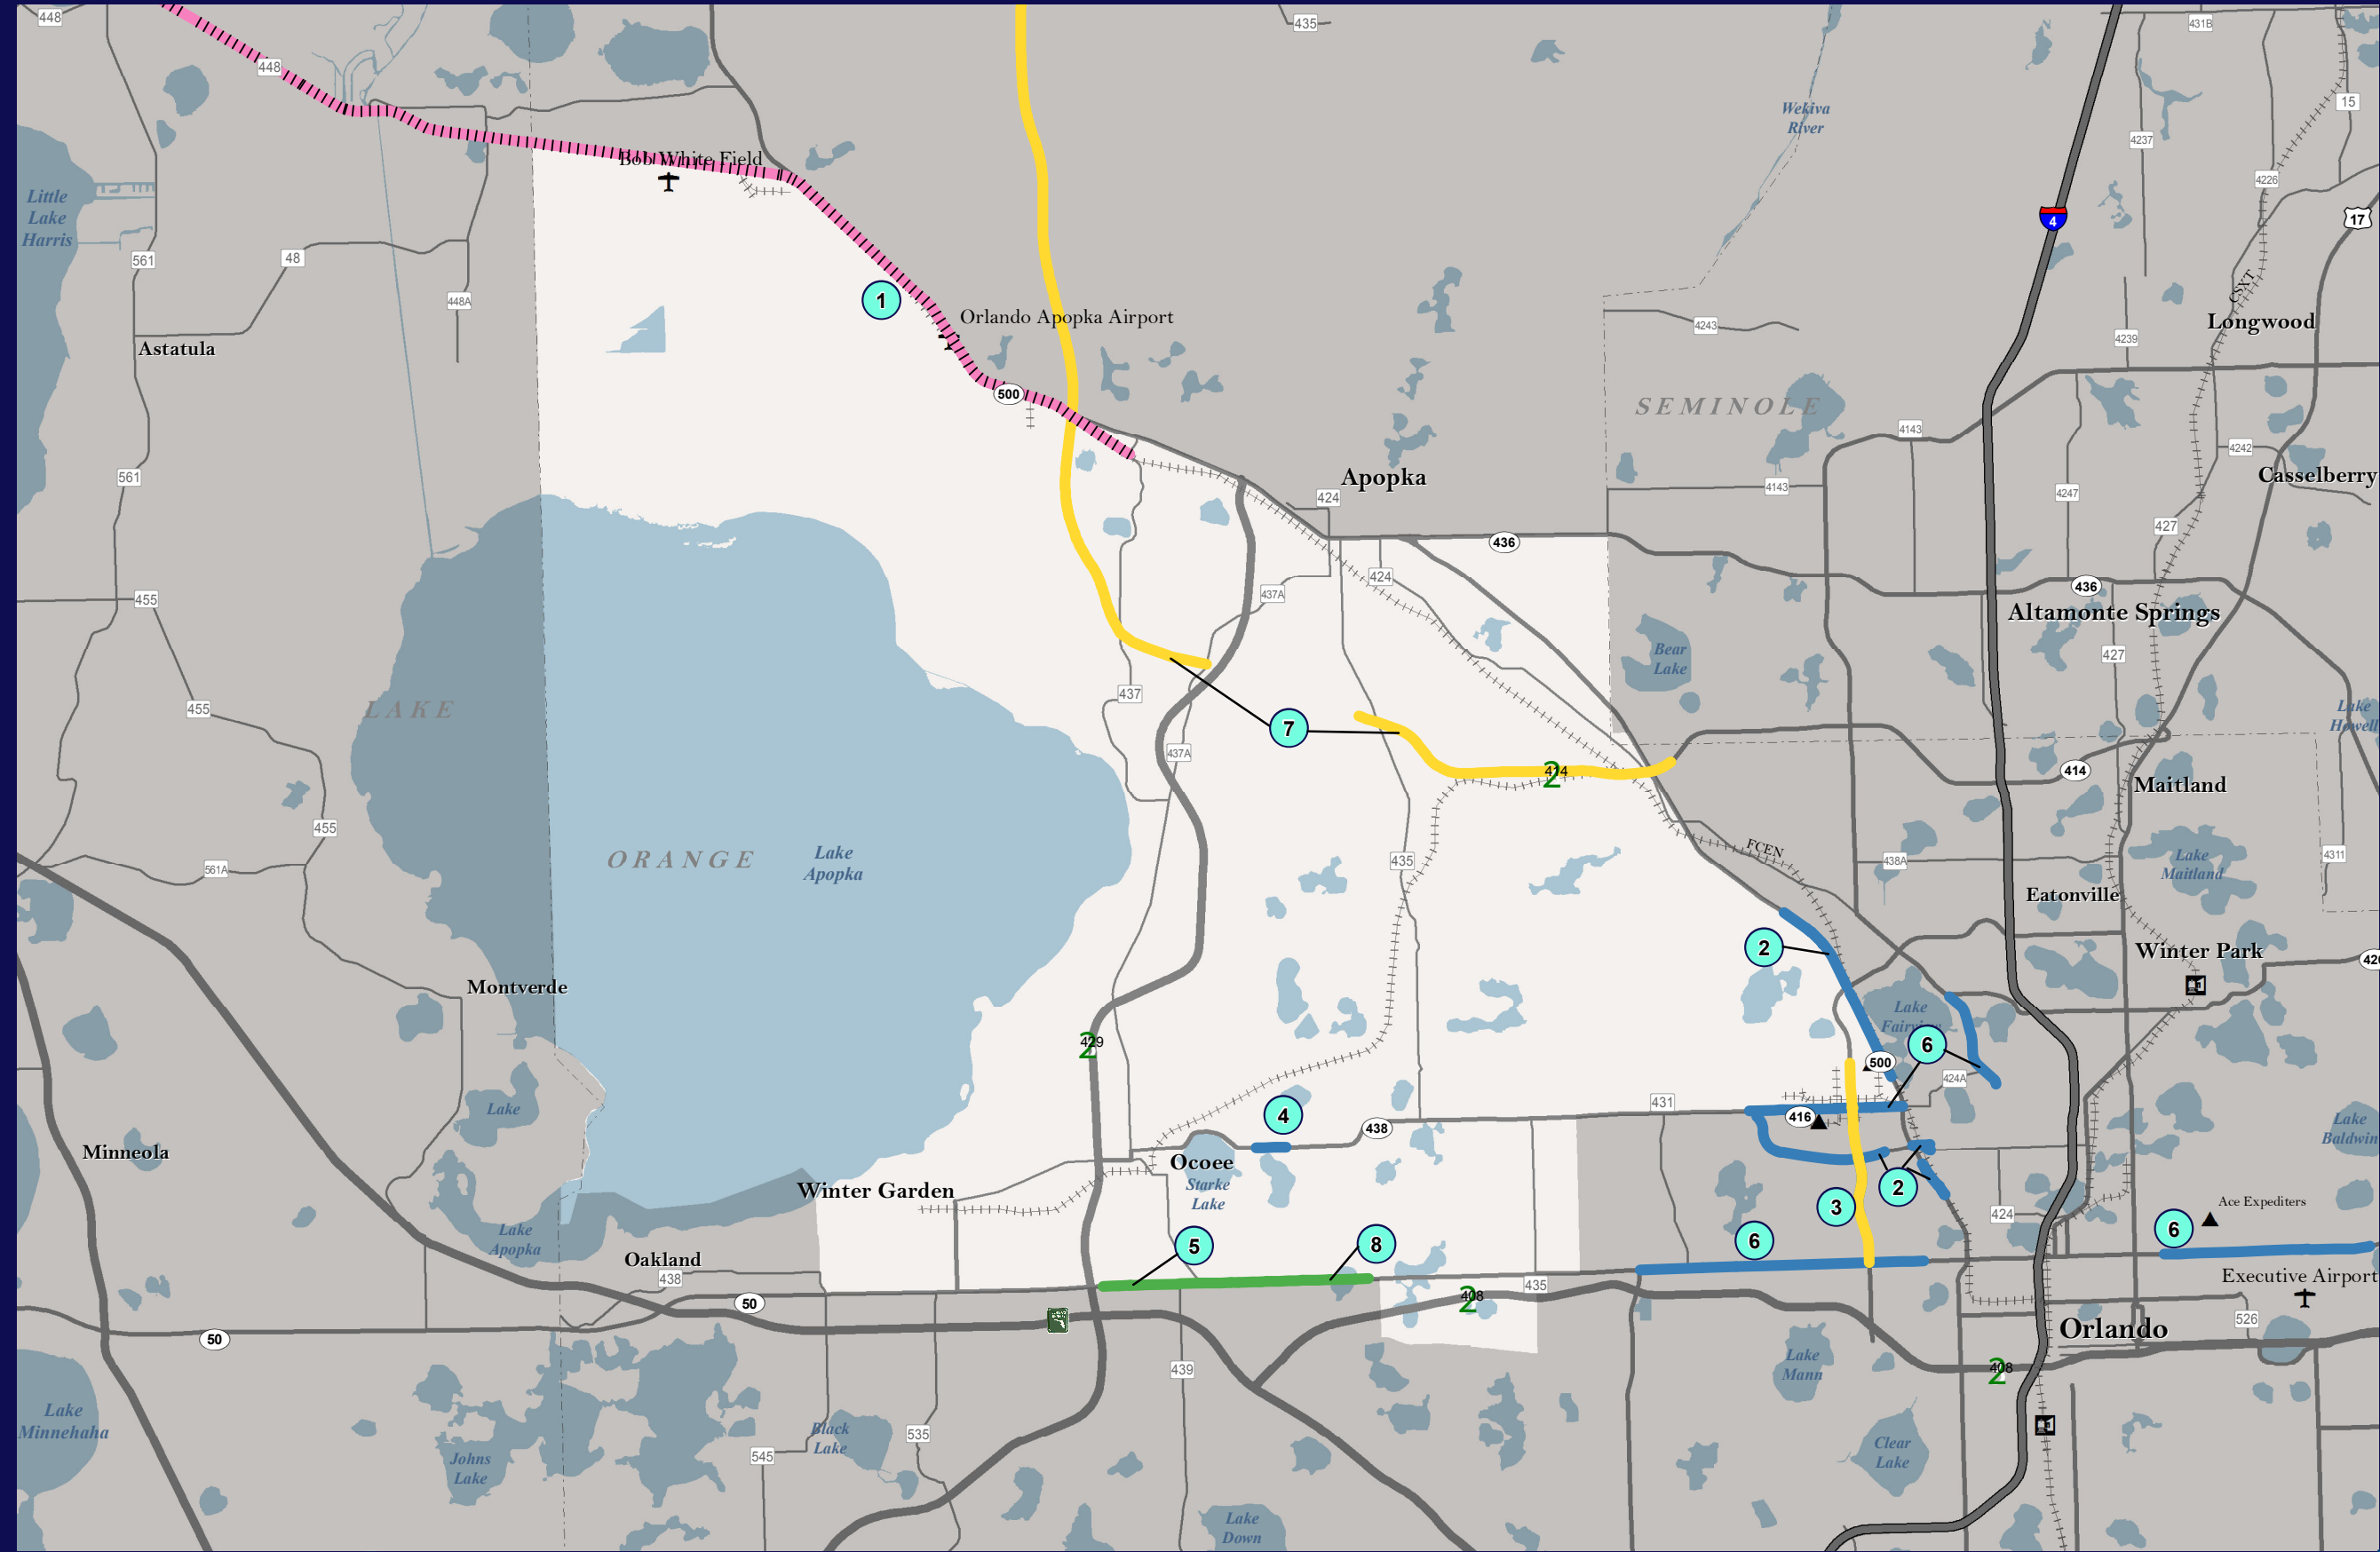 448
435
431B
448
15
Wekiva
River
4237
Bob White Field
4226
Little
Lake
Harris
4
17
561
48
448A
CSXT
1
Orlando Apopka Airport
4243
Longwood
4239
Astatula
500
SEMINOLE
4143
4242
561
Apopka
424
4143
4247
Casselberry
427
436
424
436
455
437A
Altamonte Springs
Bear
Lake
427
437
455
LAKE
7
Lake
Howell
437A
414
414
Maitland
455
FCEN
ORANGE
Lake
Apopka
435
438A
Lake
Maitland
4311
561A
Eatonville
2
Winter Park
Montverde
Lake
Fairview
429
6
500
424A
Lake
4
431
416
438
Lake
Baldwin
Minneola
Ocoee
Starke
Lake
Winter Garden
2
3
424
Ace Expediters
6
6
Lake
Apopka
5
8
Oakland
438
435
Executive Airport
50
408
50
526
Orlando
Lake
Mann
439
408
Lake
Minnehaha
Black
Lake
535
545
Johns
Lake
Clear
Lake
Lake
Down